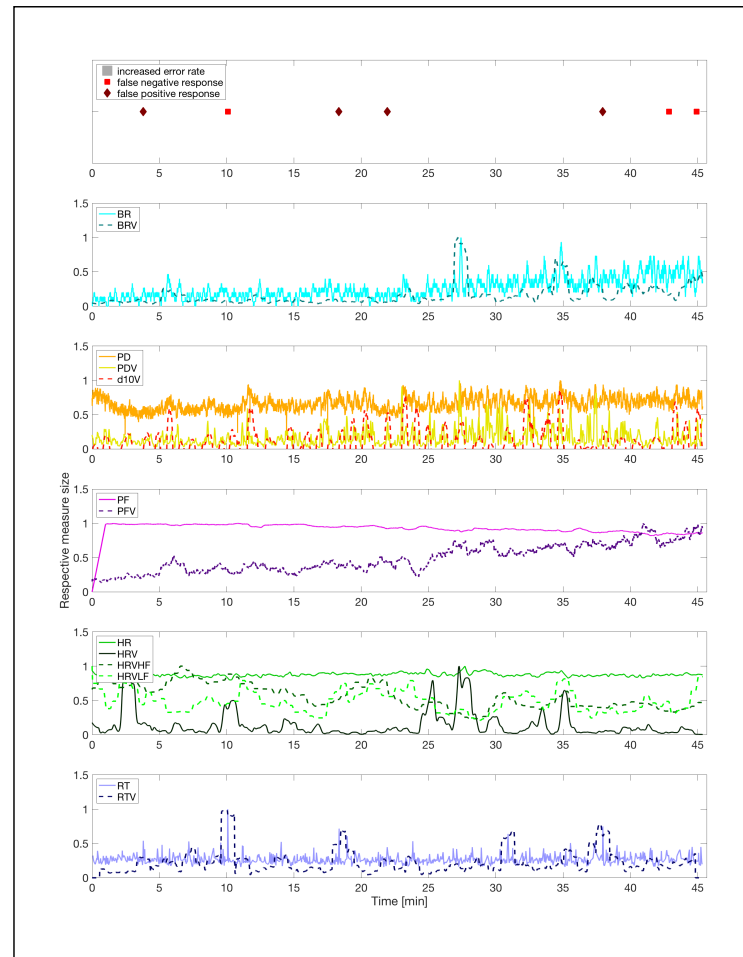 increased error rate
false negative response
false positive response
0 5 10 15 20 25 30 35 40 45
1.5
BR
BRV
1
0.5
0
0 5 10 15 20 25 30 35 40 45
1.5
PD
PDV
d10V
1
0.5
0
0 5 10 15 20 25 30 35 40 45
Respective measure size
1.5
PF
PFV
1
0.5
0
0 5 10 15 20 25 30 35 40 45
1.5
HR
HRV
HRVHF
HRVLF
1
0.5
0
0 5 10 15 20 25 30 35 40 45
1.5
RT
RTV
1
0.5
0
0 5 10 15 20 25 30 35 40 45
Time [min]